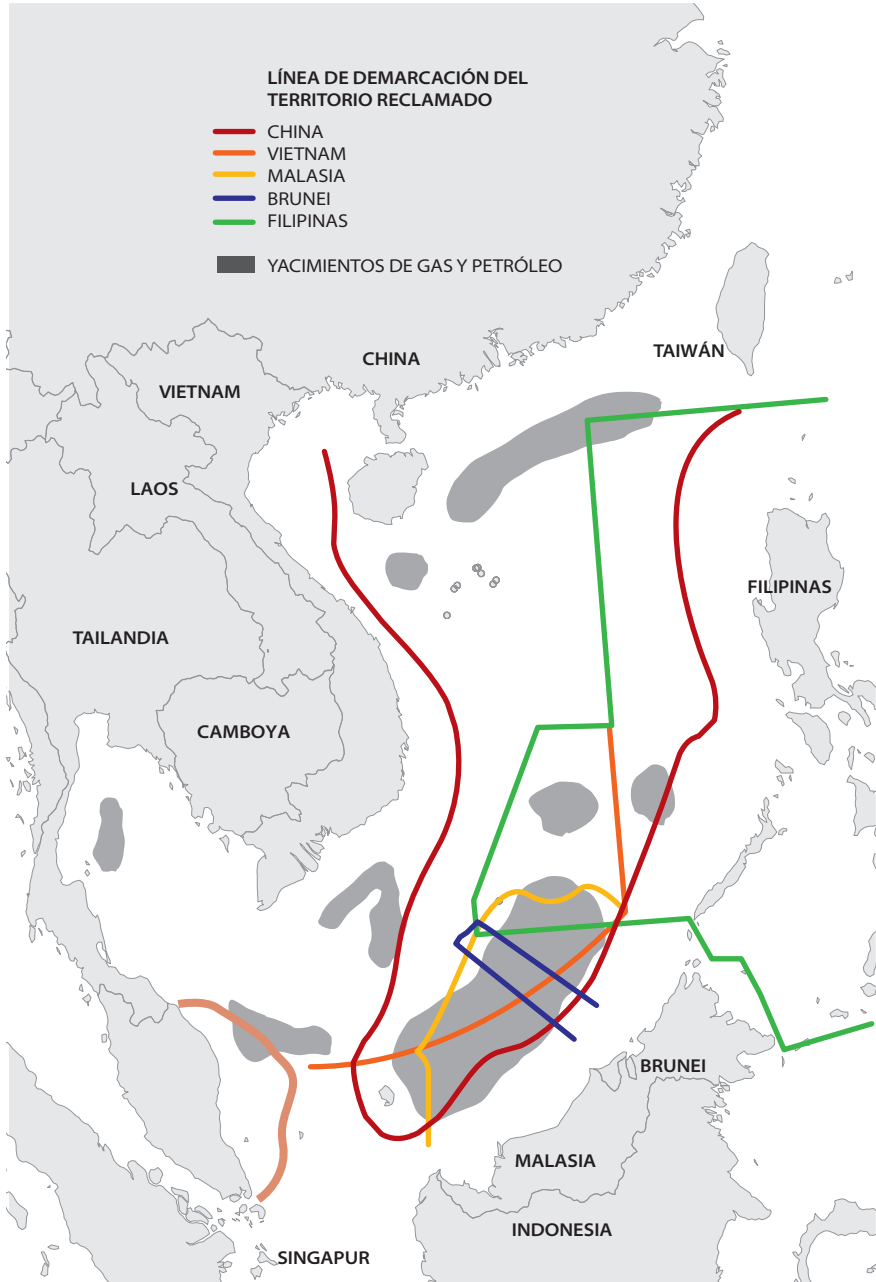 LÍNEA DE DEMARCACIÓN DEL
TERRITORIO RECLAMADO
CHINA
VIETNAM
MALASIA
BRUNEI
FILIPINAS
YACIMIENTOS DE GAS Y PETRÓLEO
TAIWÁN
CHINA
VIETNAM
LAOS
FILIPINAS
TAILANDIA
CAMBOYA
BRUNEI
MALASIA
INDONESIA
SINGAPUR